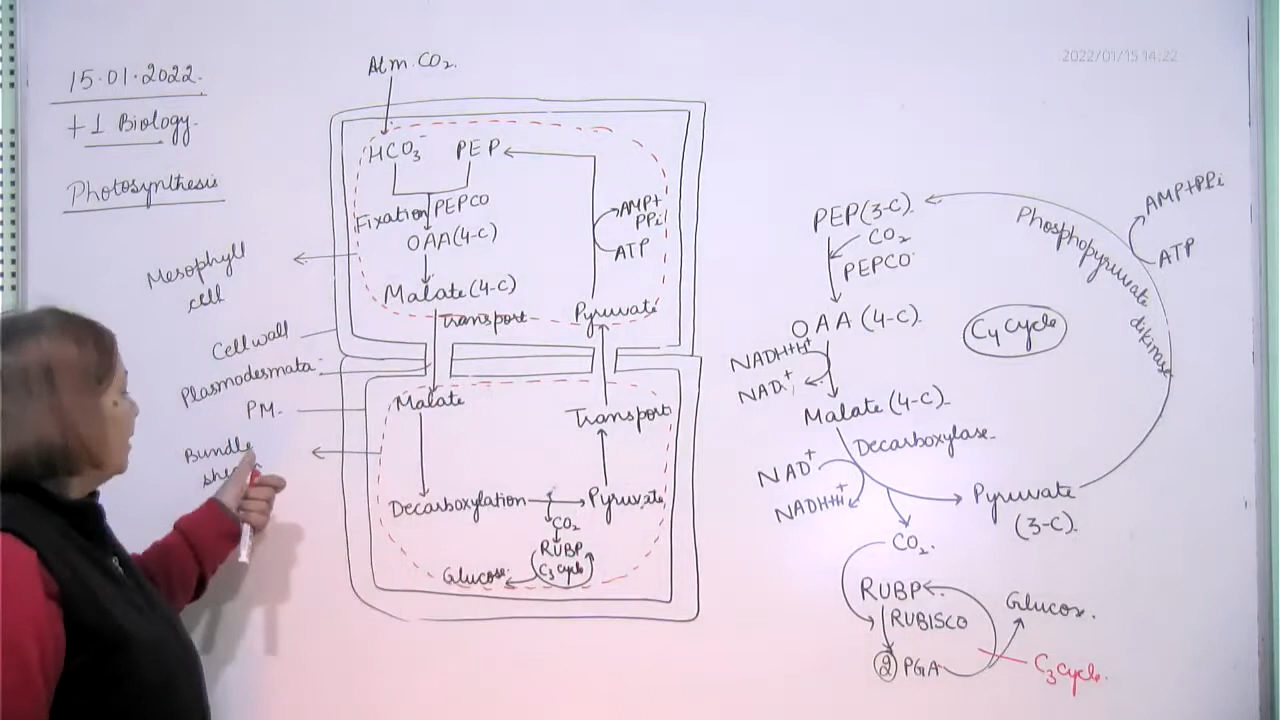 2022/01/15 14:22
15.01.2022.
+1 Biology.
Photosynthesis
Atm. CO₂.
HCO₃⁻ PEP
Fixation PEPCO
OAA (4-C)
Malate (4-C)
Transport
AMP+
PPi
ATP
Pyruvate
Mesophyll
cell
Cell wall
Plasmodesmata
PM.
Bundle
Malate
Transport
Decarboxylation
Pyruvate
CO₂
RUBP
C₃ cycle
Glucose.
PEP (3-C).
CO₂
PEPCO
OAA (4-C).
NADH+H⁺
NAD⁺
Malate (4-C).
Decarboxylase.
NAD⁺
NADH+H⁺
Pyruvate
(3-C).
CO₂.
Phosphopyruvate dikinase
AMP+PPi
ATP
C₄ cycle
RUBP
RUBISCO
2 PGA
Glucose.
C₃ cycle.